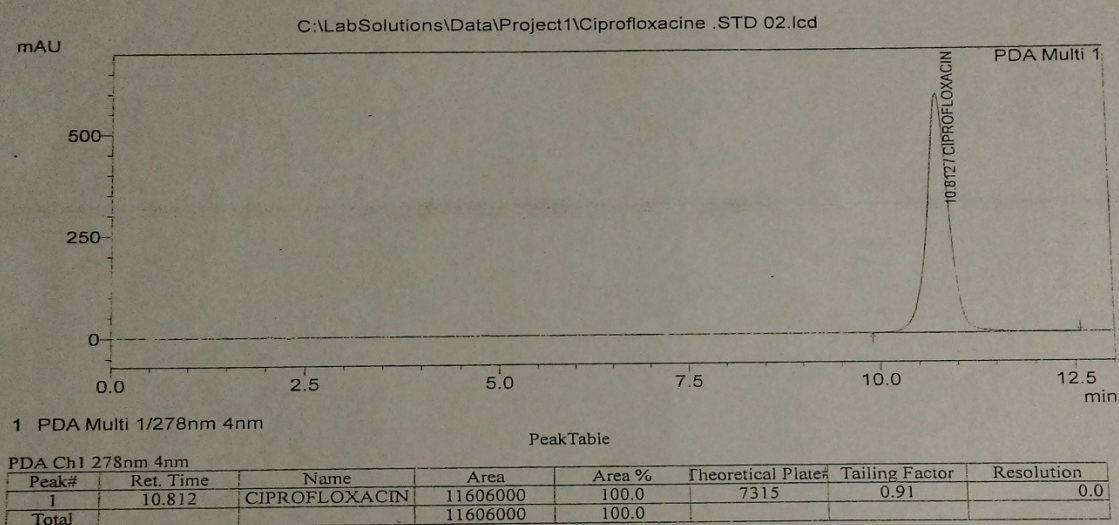 C:\LabSolutions\Data\Project1\Ciprofloxacine .STD 02.lcd
mAU
PDA Multi 1
10.812 / CIPROFLOXACIN
500
250
0
0.0 2.5 5.0 7.5 10.0 12.5
min
1 PDA Multi 1/278nm 4nm
PeakTable
PDA Ch1 278nm 4nm
Peak# Ret. Time Name Area Area % Theoretical Plate# Tailing Factor Resolution
1 10.812 CIPROFLOXACIN 11606000 100.0 7315 0.91 0.0
Total 11606000 100.0